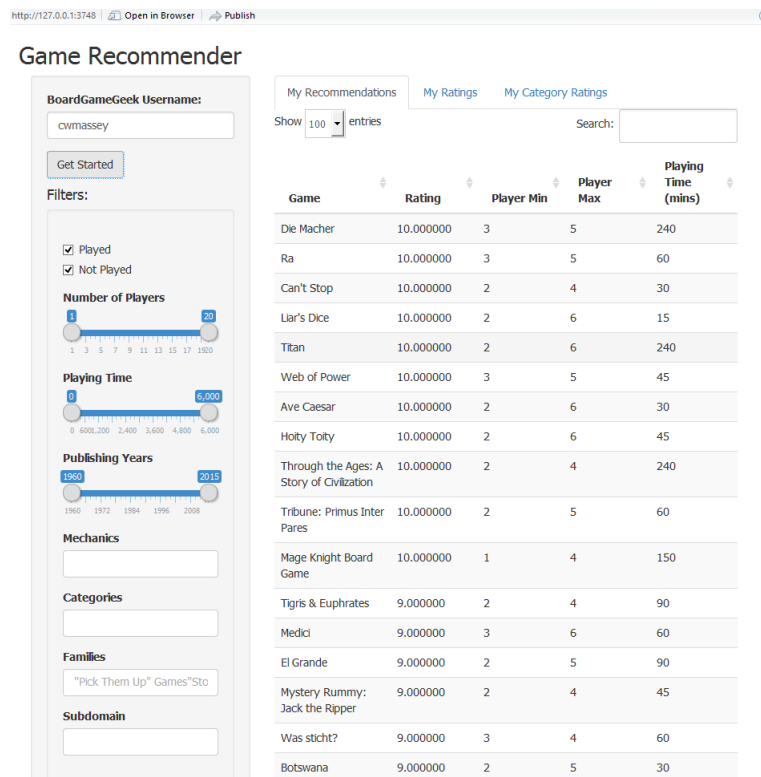 http://127.0.0.1:3748 Open in Browser Publish
Game Recommender
BoardGameGeek Username:
cwmassey
Get Started
Filters:
Played
Not Played
Number of Players
1 20
1 3 5 7 9 11 13 15 17 1920
Playing Time
0 6,000
0 6001,200 2,400 3,600 4,800 6,000
Publishing Years
1960 2015
1960 1972 1984 1996 2008
Mechanics
Categories
Families
"Pick Them Up" Games"Sto
Subdomain
My Recommendations My Ratings My Category Ratings
Show 100 entries Search:
Game Rating Player Min Player Max Playing Time (mins)
Die Macher 10.000000 3 5 240
Ra 10.000000 3 5 60
Can't Stop 10.000000 2 4 30
Liar's Dice 10.000000 2 6 15
Titan 10.000000 2 6 240
Web of Power 10.000000 3 5 45
Ave Caesar 10.000000 2 6 30
Hoity Toity 10.000000 2 6 45
Through the Ages: A 10.000000 2 4 240
Story of Civilization
Tribune: Primus Inter 10.000000 2 5 60
Pares
Mage Knight Board 10.000000 1 4 150
Game
Tigris & Euphrates 9.000000 2 4 90
Medici 9.000000 3 6 60
El Grande 9.000000 2 5 90
Mystery Rummy: 9.000000 2 4 45
Jack the Ripper
Was sticht? 9.000000 3 4 60
Botswana 9.000000 2 5 30